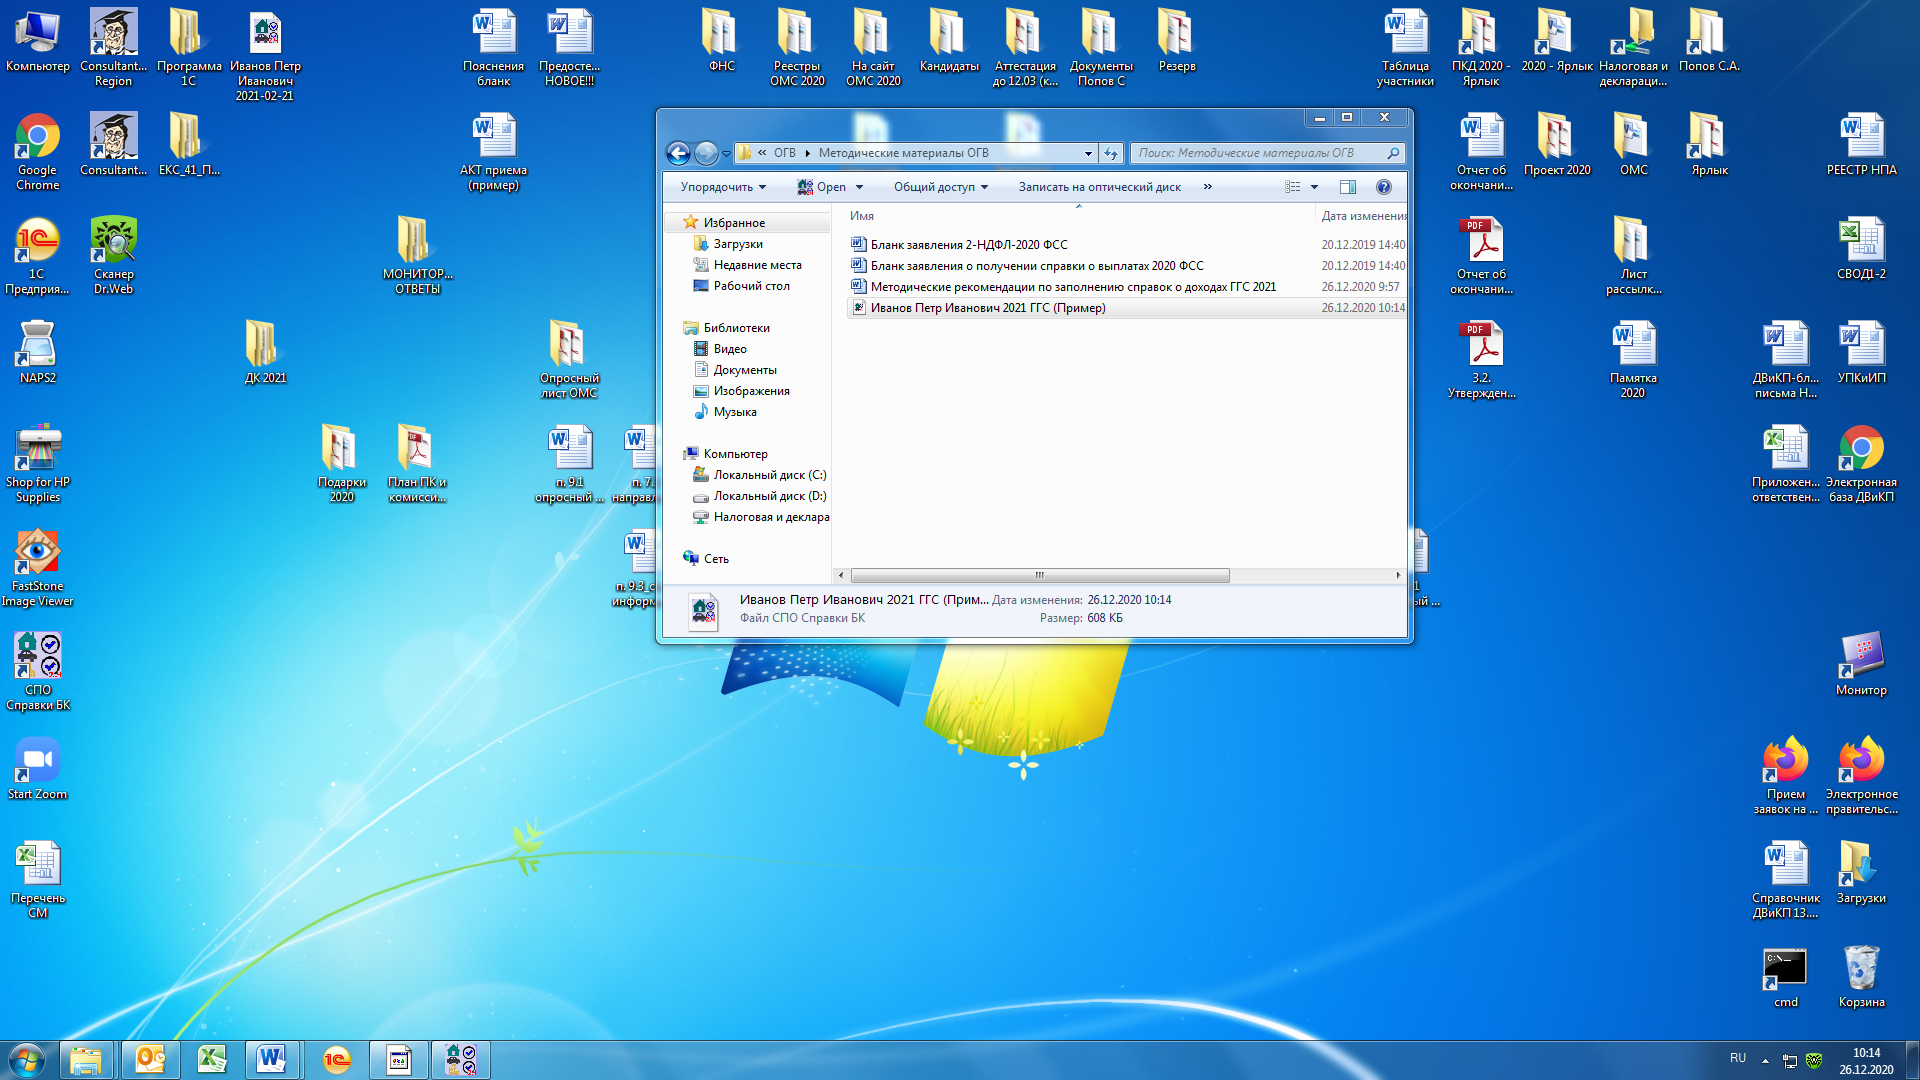 Компьютер
Consultant...
Region
Программа
1С
Иванов Петр
Иванович
2021-02-21
Пояснения
бланк
Предосте...
НОВОЕ!!!
ФНС
Реестры
ОМС 2020
На сайт
ОМС 2020
Кандидаты
Аттестация
до 12.03 (к...
Документы
Попов С
Резерв
Таблица
участники
ПКД 2020 -
Ярлык
2020 - Ярлык
Налоговая и
декларaци...
Попов С.А.
Google
Chrome
Consultant...
ЕКС_41_П...
АКТ приема
(пример)
Отчет об
окончани...
Проект 2020
ОМС
Ярлык
РЕЕСТР НПА
1С
Предприя...
Сканер
Dr.Web
МОНИТОР...
ОТВЕТЫ
Отчет об
окончани...
Лист
рассылк...
СВОД1-2
NAPS2
ДК 2021
Опросный
лист ОМС
3.2.
Утвержден...
Памятка
2020
ДВиКП-бл...
письма Н...
УПКиИП
Shop for HP
Supplies
Подарки
2020
План ПК и
комисси...
п. 9.1
опросный ...
п. 7.
направл
Приложен...
ответствен...
Электронная
база ДВиКП
FastStone
Image Viewer
п. 9.3_с
информ
СПО
Справки БК
Монитор
Start Zoom
Прием
заявок на ...
Электронное
правительс...
Перечень
СМ
Справочник
ДВиКП 13....
Загрузки
cmd
Корзина
« ОГВ ▸ Методические материалы ОГВ
Поиск: Методические материалы ОГВ
Упорядочить
Open
Общий доступ
Записать на оптический диск
»
Избранное
Загрузки
Недавние места
Рабочий стол
Библиотеки
Видео
Документы
Изображения
Музыка
Компьютер
Локальный диск (C:)
Локальный диск (D:)
Налоговая и деклара
Сеть
Имя
Дата изменения
Бланк заявления 2-НДФЛ-2020 ФСС
20.12.2019 14:40
Бланк заявления о получении справки о выплатах 2020 ФСС
20.12.2019 14:40
Методические рекомендации по заполнению справок о доходах ГГС 2021
26.12.2020 9:57
Иванов Петр Иванович 2021 ГГС (Пример)
26.12.2020 10:14
Иванов Петр Иванович 2021 ГГС (Прим... Дата изменения: 26.12.2020 10:14
Файл СПО Справки БК
Размер: 608 КБ
RU
10:14
26.12.2020